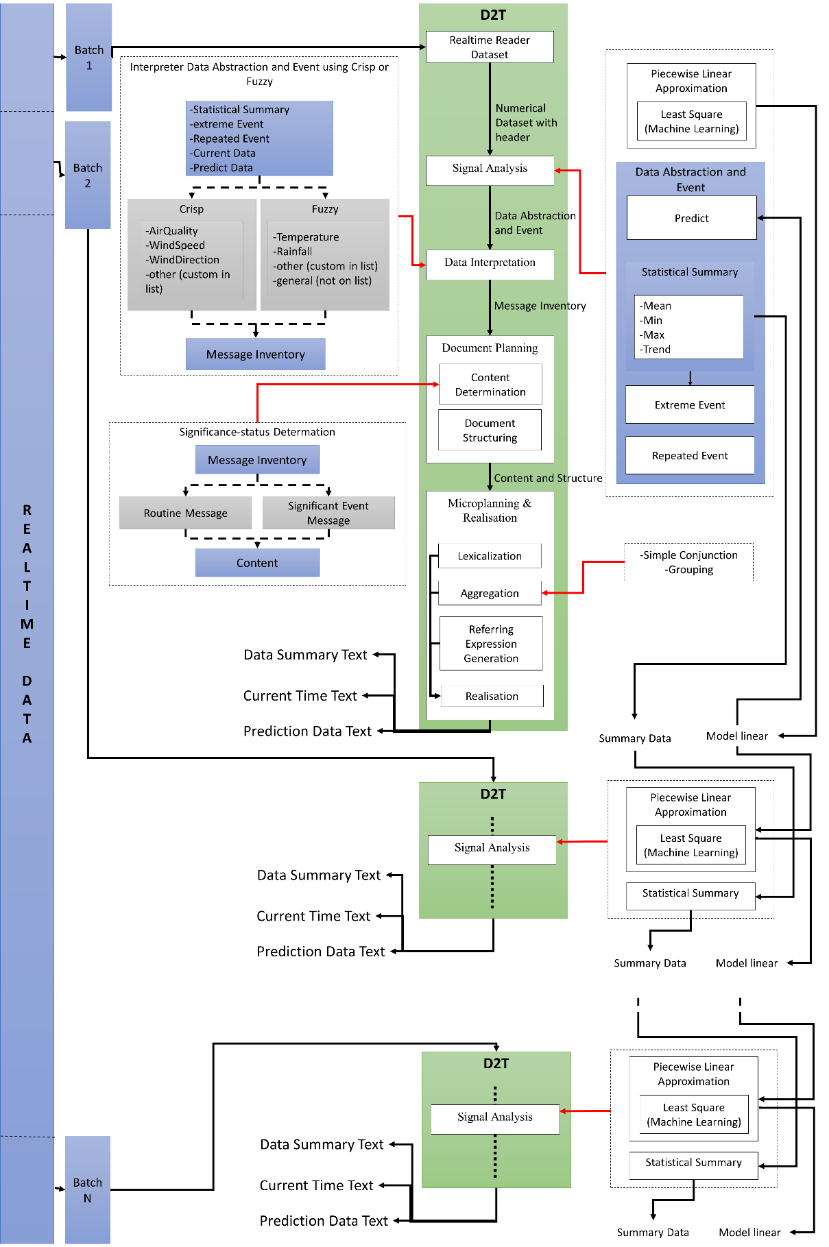 REALTIME DATA
Batch
1
Batch
2
Batch
N
D2T
Realtime Reader
Dataset
Numerical
Dataset with
header
Signal Analysis
Data Abstraction
and Event
Data Interpretation
Message Inventory
Document Planning
Content
Determination
Document
Structuring
Content and Structure
Microplanning &
Realisation
Lexicalization
Aggregation
Referring
Expression
Generation
Realisation
Interpreter Data Abstraction and Event using Crisp or
Fuzzy
-Statistical Summary
-extreme Event
-Repeated Event
-Current Data
-Predict Data
Crisp
-AirQuality
-WindSpeed
-WindDirection
-other (custom in
list)
Fuzzy
-Temperature
-Rainfall
-other (custom in list)
-general (not on list)
Message Inventory
Significance-status Determation
Message Inventory
Routine Message
Significant Event
Message
Content
Piecewise Linear
Approximation
Least Square
(Machine Learning)
Data Abstraction and
Event
Predict
Statistical Summary
-Mean
-Min
-Max
-Trend
Extreme Event
Repeated Event
-Simple Conjunction
-Grouping
Data Summary Text
Current Time Text
Prediction Data Text
Summary Data
Model linear
D2T
Signal Analysis
Piecewise Linear
Approximation
Least Square
(Machine Learning)
Statistical Summary
Data Summary Text
Current Time Text
Prediction Data Text
Summary Data
Model linear
D2T
Signal Analysis
Piecewise Linear
Approximation
Least Square
(Machine Learning)
Statistical Summary
Data Summary Text
Current Time Text
Prediction Data Text
Summary Data
Model linear